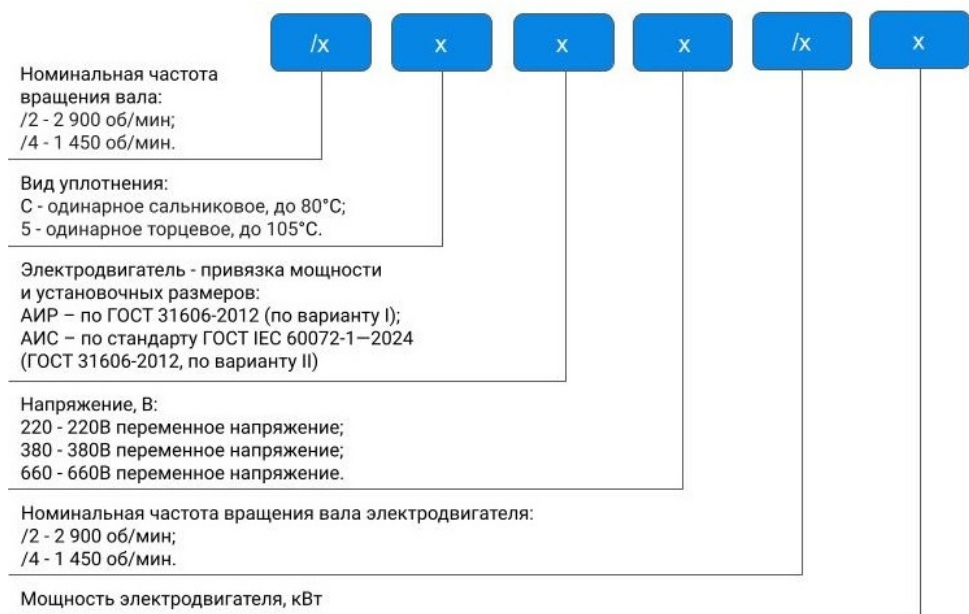 /x x x x /x x
Номинальная частота
вращения вала:
/2 - 2 900 об/мин;
/4 - 1 450 об/мин.
Вид уплотнения:
С - одинарное сальниковое, до 80°С;
5 - одинарное торцевое, до 105°С.
Электродвигатель - привязка мощности
и установочных размеров:
АИР – по ГОСТ 31606-2012 (по варианту I);
АИС – по стандарту ГОСТ IEC 60072-1—2024
(ГОСТ 31606-2012, по варианту II)
Напряжение, В:
220 - 220В переменное напряжение;
380 - 380В переменное напряжение;
660 - 660В переменное напряжение.
Номинальная частота вращения вала электродвигателя:
/2 - 2 900 об/мин;
/4 - 1 450 об/мин.
Мощность электродвигателя, кВт